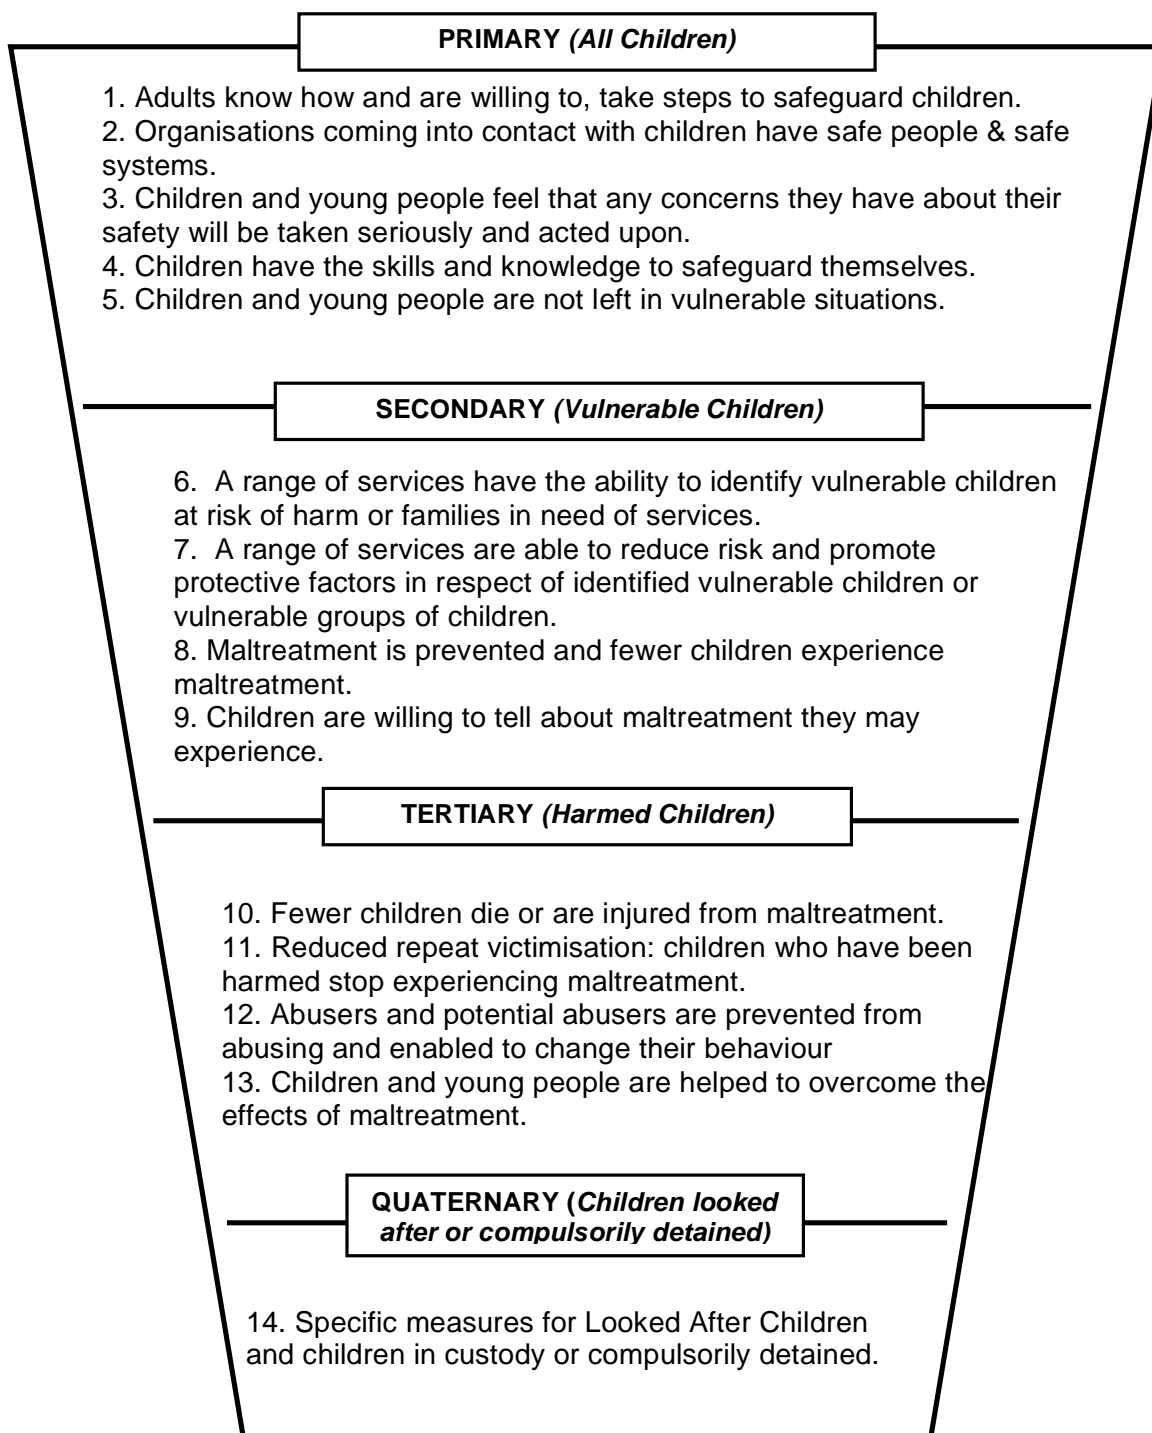 PRIMARY (All Children)
1. Adults know how and are willing to, take steps to safeguard children.
2. Organisations coming into contact with children have safe people & safe
systems.
3. Children and young people feel that any concerns they have about their
safety will be taken seriously and acted upon.
4. Children have the skills and knowledge to safeguard themselves.
5. Children and young people are not left in vulnerable situations.
SECONDARY (Vulnerable Children)
6. A range of services have the ability to identify vulnerable children
at risk of harm or families in need of services.
7. A range of services are able to reduce risk and promote
protective factors in respect of identified vulnerable children or
vulnerable groups of children.
8. Maltreatment is prevented and fewer children experience
maltreatment.
9. Children are willing to tell about maltreatment they may
experience.
TERTIARY (Harmed Children)
10. Fewer children die or are injured from maltreatment.
11. Reduced repeat victimisation: children who have been
harmed stop experiencing maltreatment.
12. Abusers and potential abusers are prevented from
abusing and enabled to change their behaviour
13. Children and young people are helped to overcome the
effects of maltreatment.
QUATERNARY (Children looked
after or compulsorily detained)
14. Specific measures for Looked After Children
and children in custody or compulsorily detained.